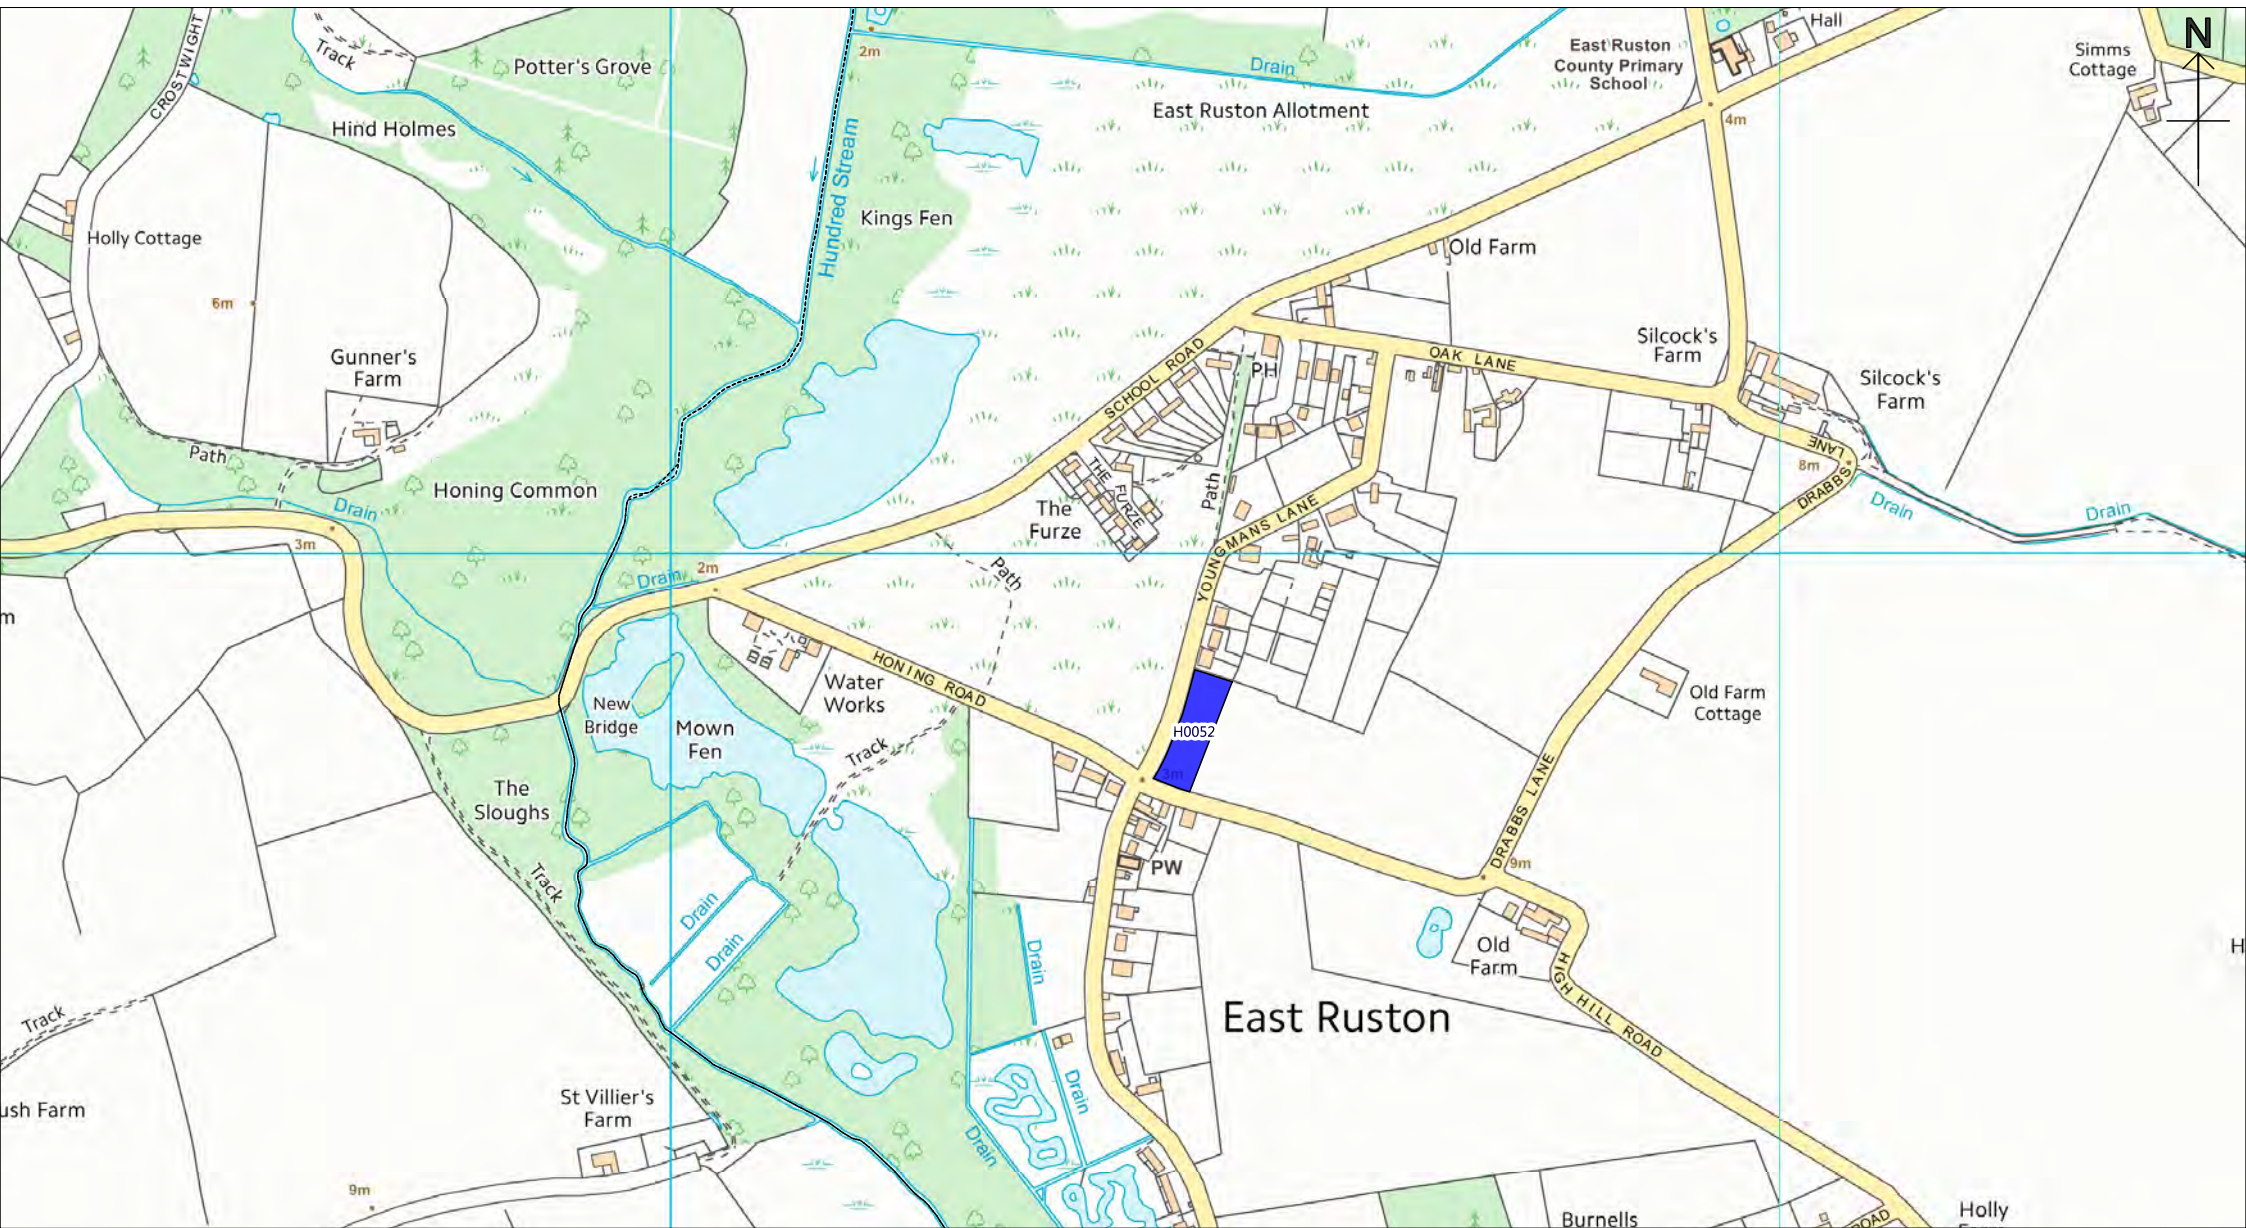 CROSTWIGHT
Track
Potter's Grove
2m
Drain
East Ruston
County Primary
School
Hall
Simms
Cottage
N
Hind Holmes
East Ruston Allotment
4m
Hundred Stream
Kings Fen
Holly Cottage
Old Farm
6m
Gunner's
Farm
SCHOOL ROAD
PH
OAK LANE
Silcock's
Farm
Silcock's
Farm
Path
Honing Common
Drain
3m
The
Furze
THE FURZE
Path
YOUNGMANS LANE
LANE
8m
DRABBS
Drain
Drain
Drain
2m
Path
m
HONING ROAD
Water
Works
New
Bridge
Mown
Fen
Track
H0052
3m
Old Farm
Cottage
The
Sloughs
Track
DRABBS LANE
9m
PW
Drain
Drain
Drain
Old
Farm
H
HIGH HILL ROAD
East Ruston
Track
ush Farm
St Villier's
Farm
Drain
Drain
9m
Burnells
ROAD
Holly